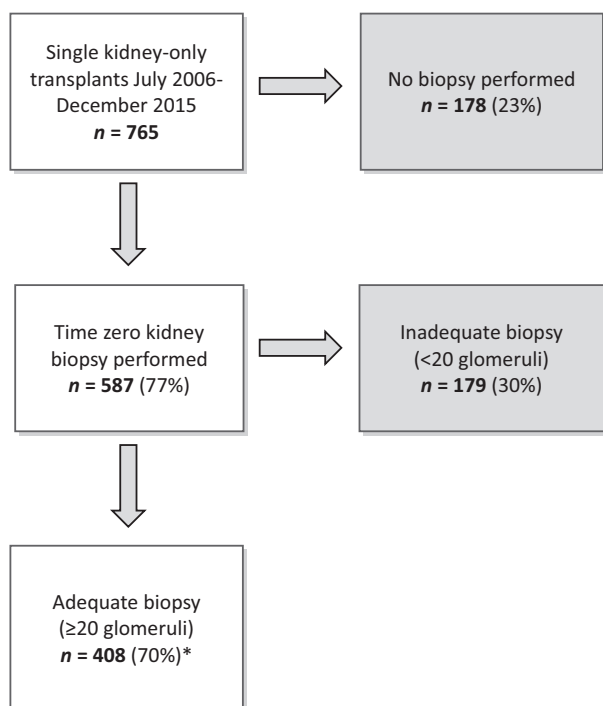 Single kidney-only
transplants July 2006-
December 2015
n = 765
No biopsy performed
n = 178 (23%)
Time zero kidney
biopsy performed
n = 587 (77%)
Inadequate biopsy
(<20 glomeruli)
n = 179 (30%)
Adequate biopsy
(≥20 glomeruli)
n = 408 (70%)*